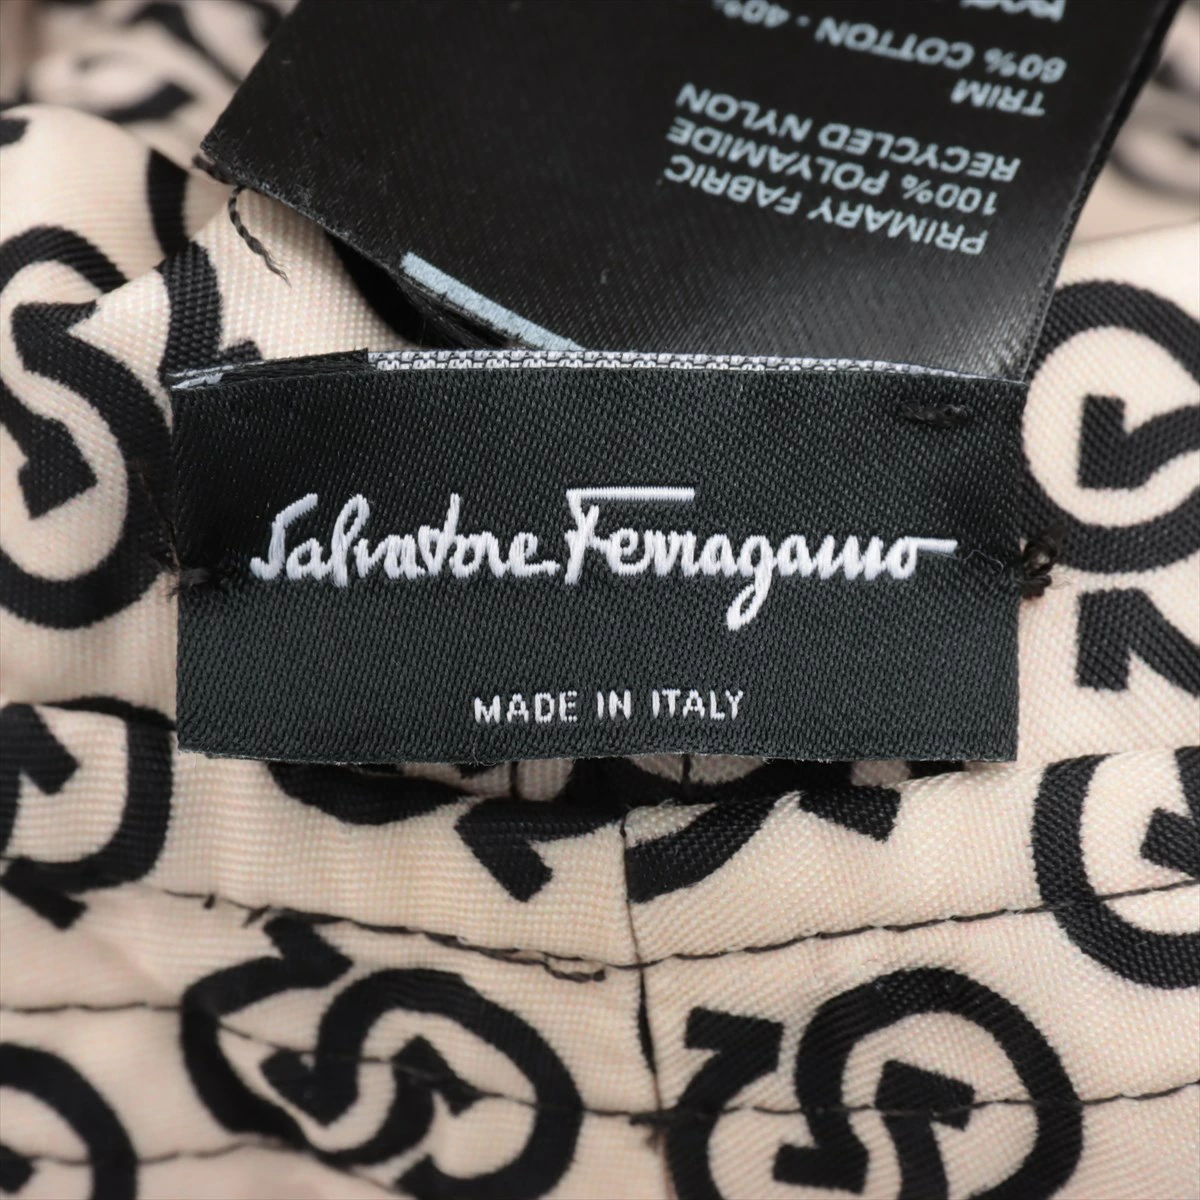 Salvatore Ferragamo
MADE IN ITALY
PRIMARY FABRIC
100% POLYAMIDE
RECYCLED NYLON
TRIM
60% COTTON - 40%